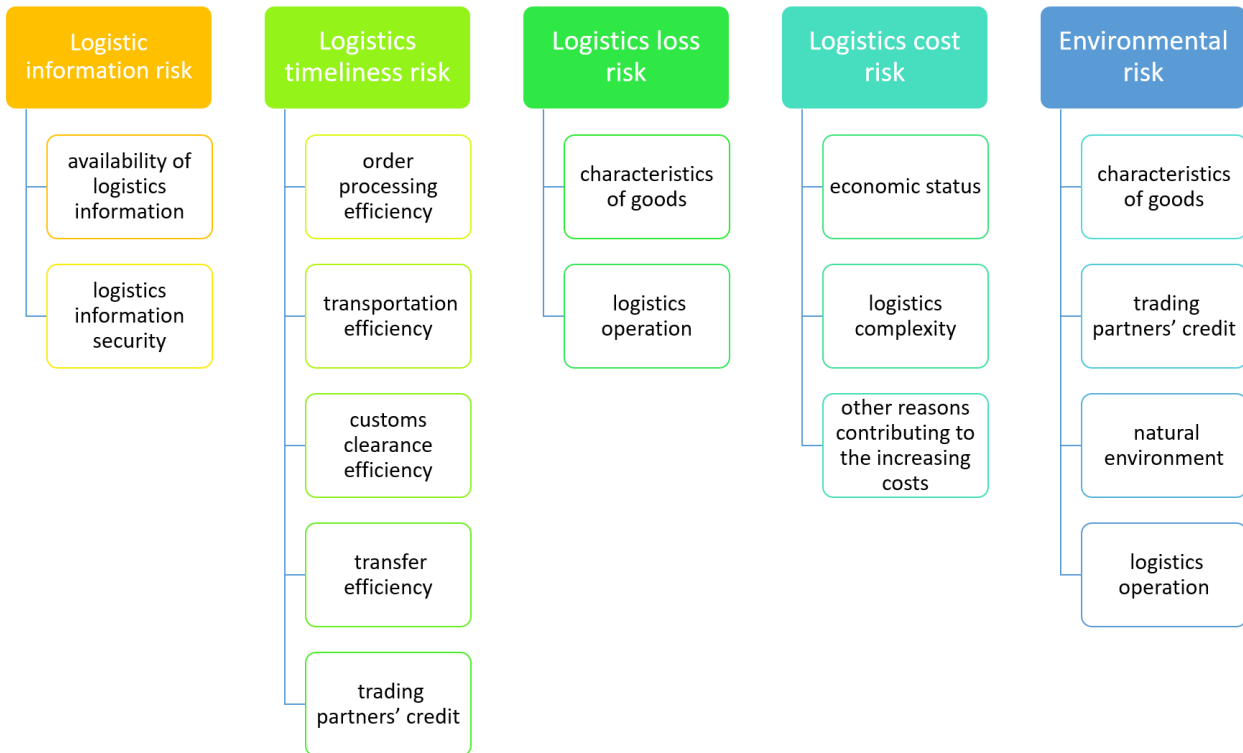 Logistic
information risk
availability of
logistics
information
logistics
information
security
Logistics
timeliness risk
order
processing
efficiency
transportation
efficiency
customs
clearance
efficiency
transfer
efficiency
trading
partners’ credit
Logistics loss
risk
characteristics
of goods
logistics
operation
Logistics cost
risk
economic status
logistics
complexity
other reasons
contributing to
the increasing
costs
Environmental
risk
characteristics
of goods
trading
partners’ credit
natural
environment
logistics
operation